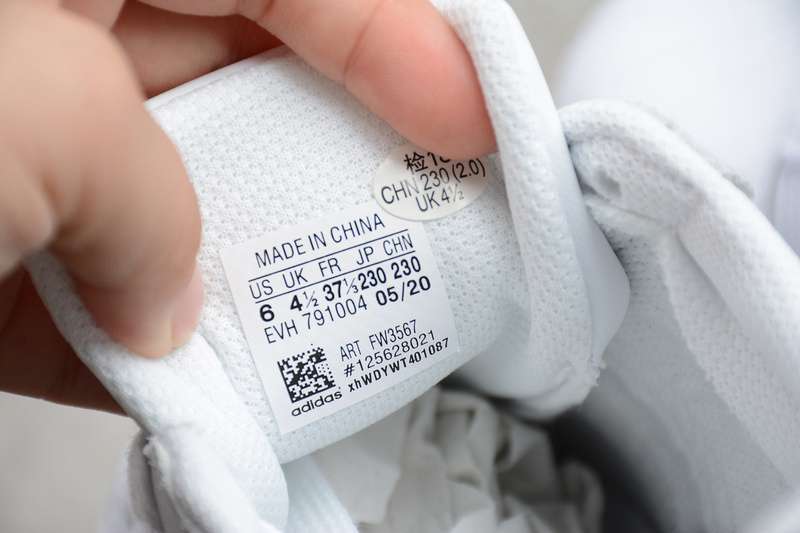 检10
CHN 230 (2.0)
UK 4½
MADE IN CHINA
US UK FR JP CHN
6 4½ 37⅓ 230 230
EVH 791004 05/20
ART FW3567
#125628021
xhWDYWT401087
adidas